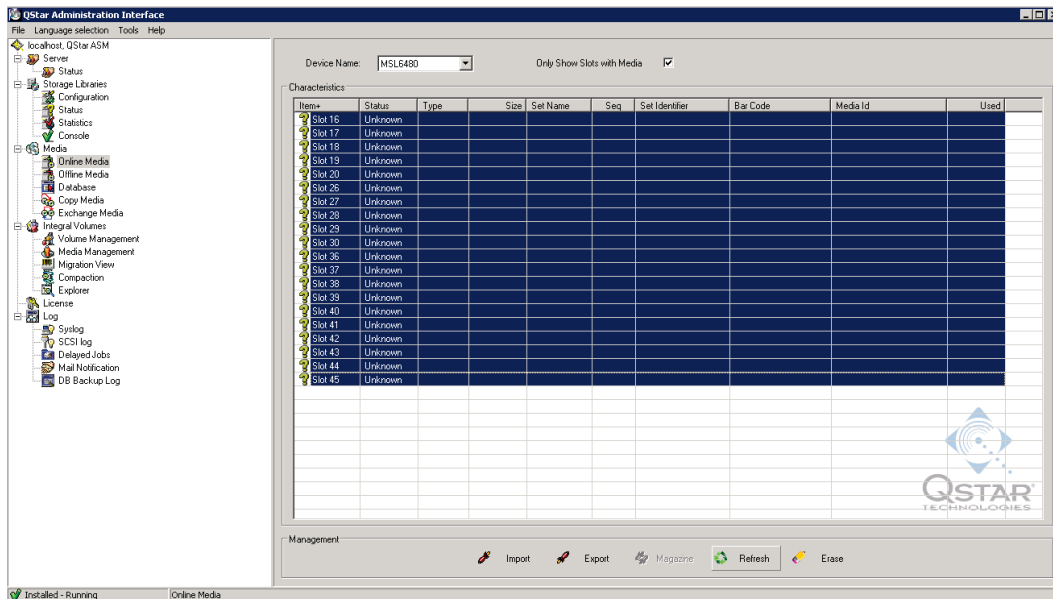 QStar Administration Interface
File Language selection Tools Help
localhost, QStar ASM
Server
Status
Storage Libraries
Configuration
Status
Statistics
Console
Media
Online Media
Offline Media
Database
Copy Media
Exchange Media
Integral Volumes
Volume Management
Media Management
Migration View
Compaction
Explorer
License
Log
Syslog
SCSI log
Delayed Jobs
Mail Notification
DB Backup Log
Device Name: MSL6480 Only Show Slots with Media
Characteristics
Item+ Status Type Size Set Name Seq Set Identifier Bar Code Media Id Used
Slot 16 Unknown
Slot 17 Unknown
Slot 18 Unknown
Slot 19 Unknown
Slot 20 Unknown
Slot 26 Unknown
Slot 27 Unknown
Slot 28 Unknown
Slot 29 Unknown
Slot 30 Unknown
Slot 36 Unknown
Slot 37 Unknown
Slot 38 Unknown
Slot 39 Unknown
Slot 40 Unknown
Slot 41 Unknown
Slot 42 Unknown
Slot 43 Unknown
Slot 44 Unknown
Slot 45 Unknown
QSTAR
TECHNOLOGIES
Management
Import Export Magazine Refresh Erase
Installed - Running Online Media